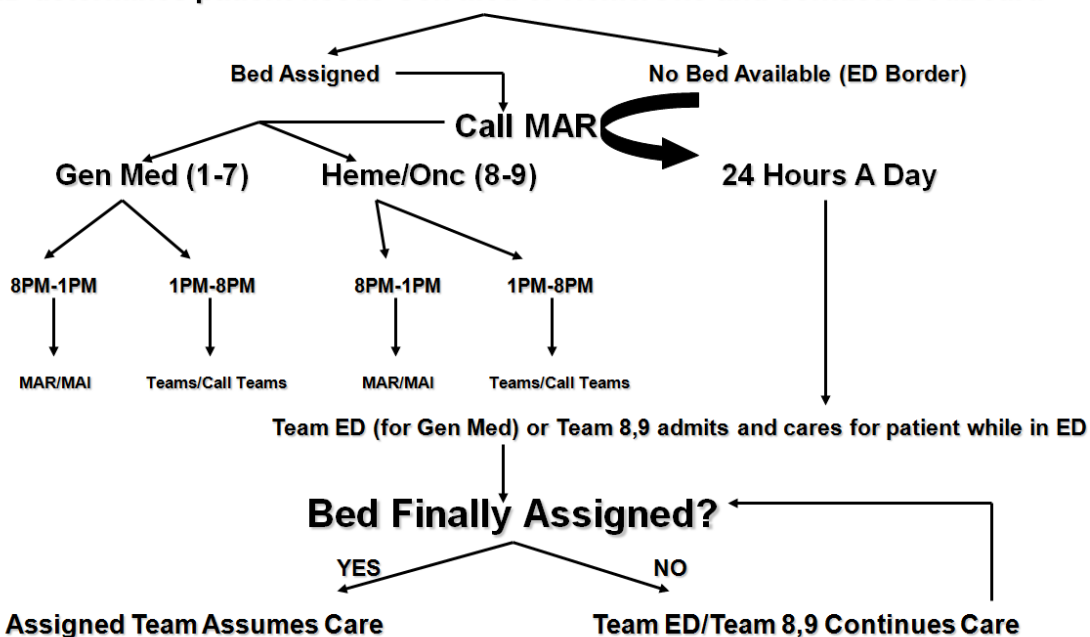 Bed Assigned
No Bed Available (ED Border)
Call MAR
Gen Med (1-7)
Heme/Onc (8-9)
24 Hours A Day
8PM-1PM
1PM-8PM
8PM-1PM
1PM-8PM
MAR/MAI
Teams/Call Teams
MAR/MAI
Teams/Call Teams
Team ED (for Gen Med) or Team 8,9 admits and cares for patient while in ED
Bed Finally Assigned?
YES
NO
Assigned Team Assumes Care
Team ED/Team 8,9 Continues Care